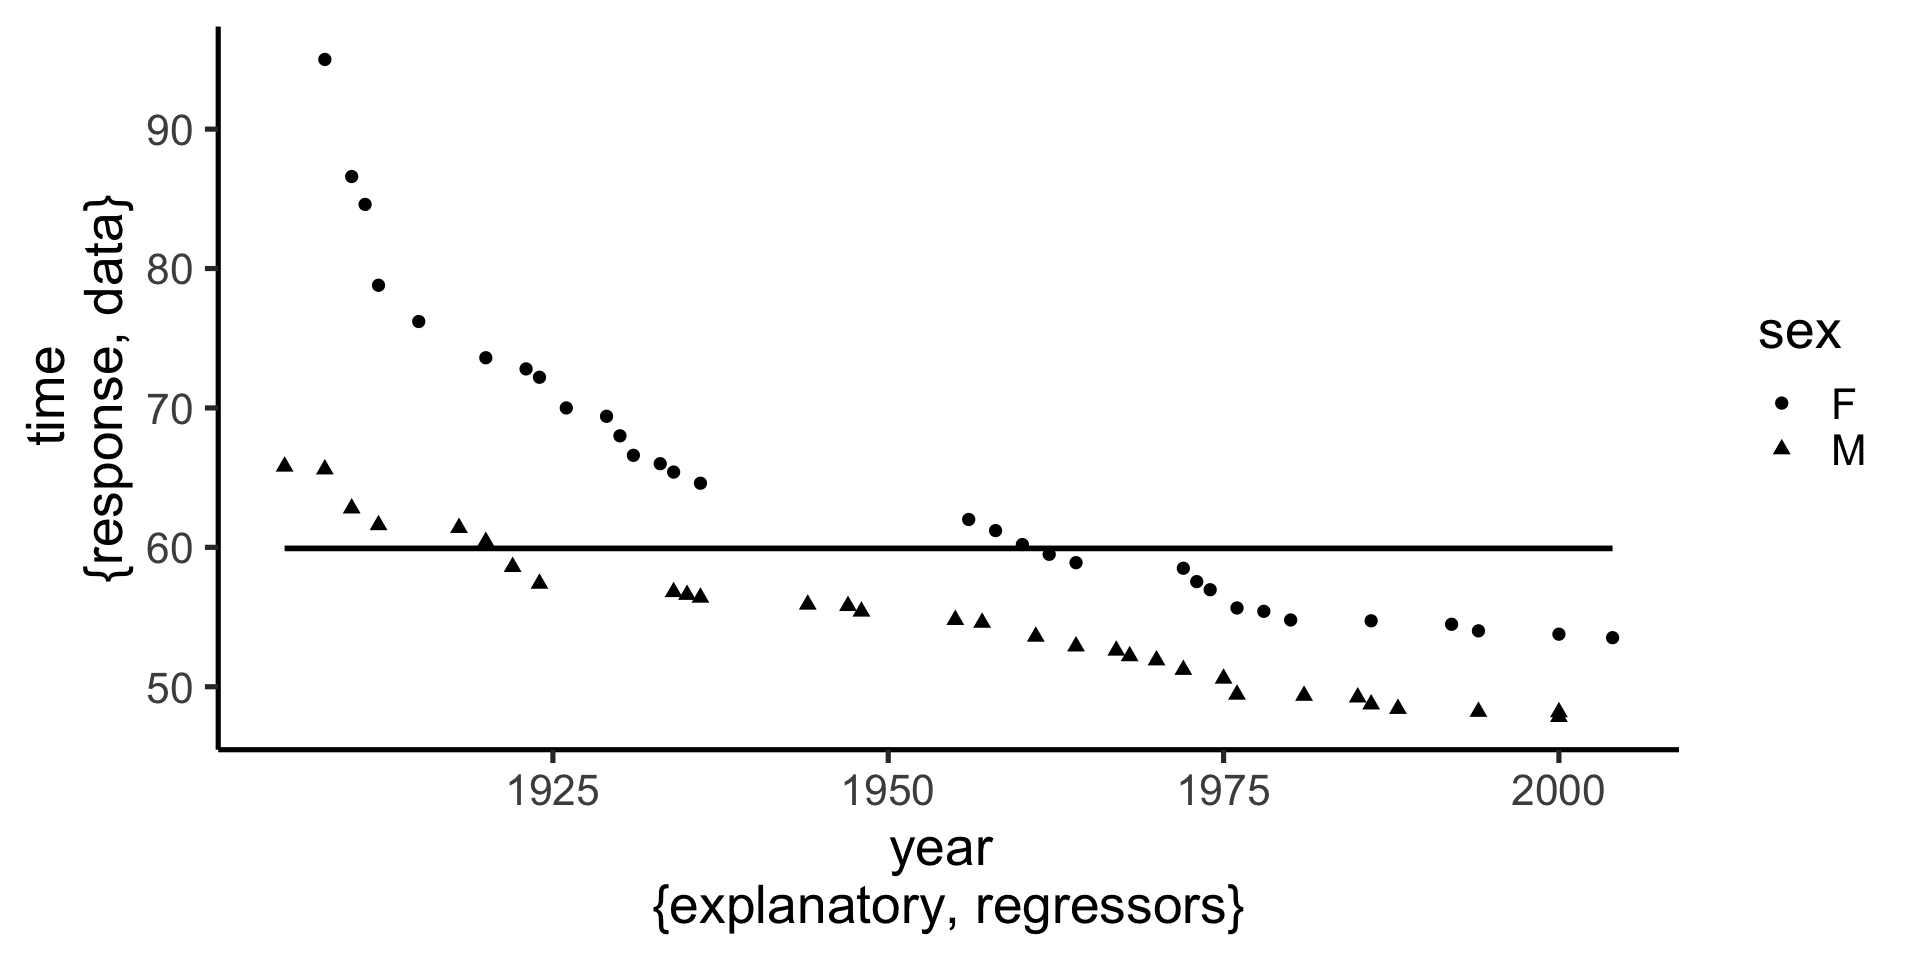 time
{response, data}
90
80
70
60
50
1925
1950
1975
2000
year
{explanatory, regressors}
sex
F
M